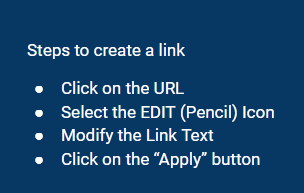 Steps to create a link
● Click on the URL
● Select the EDIT (Pencil) Icon
● Modify the Link Text
● Click on the “Apply” button